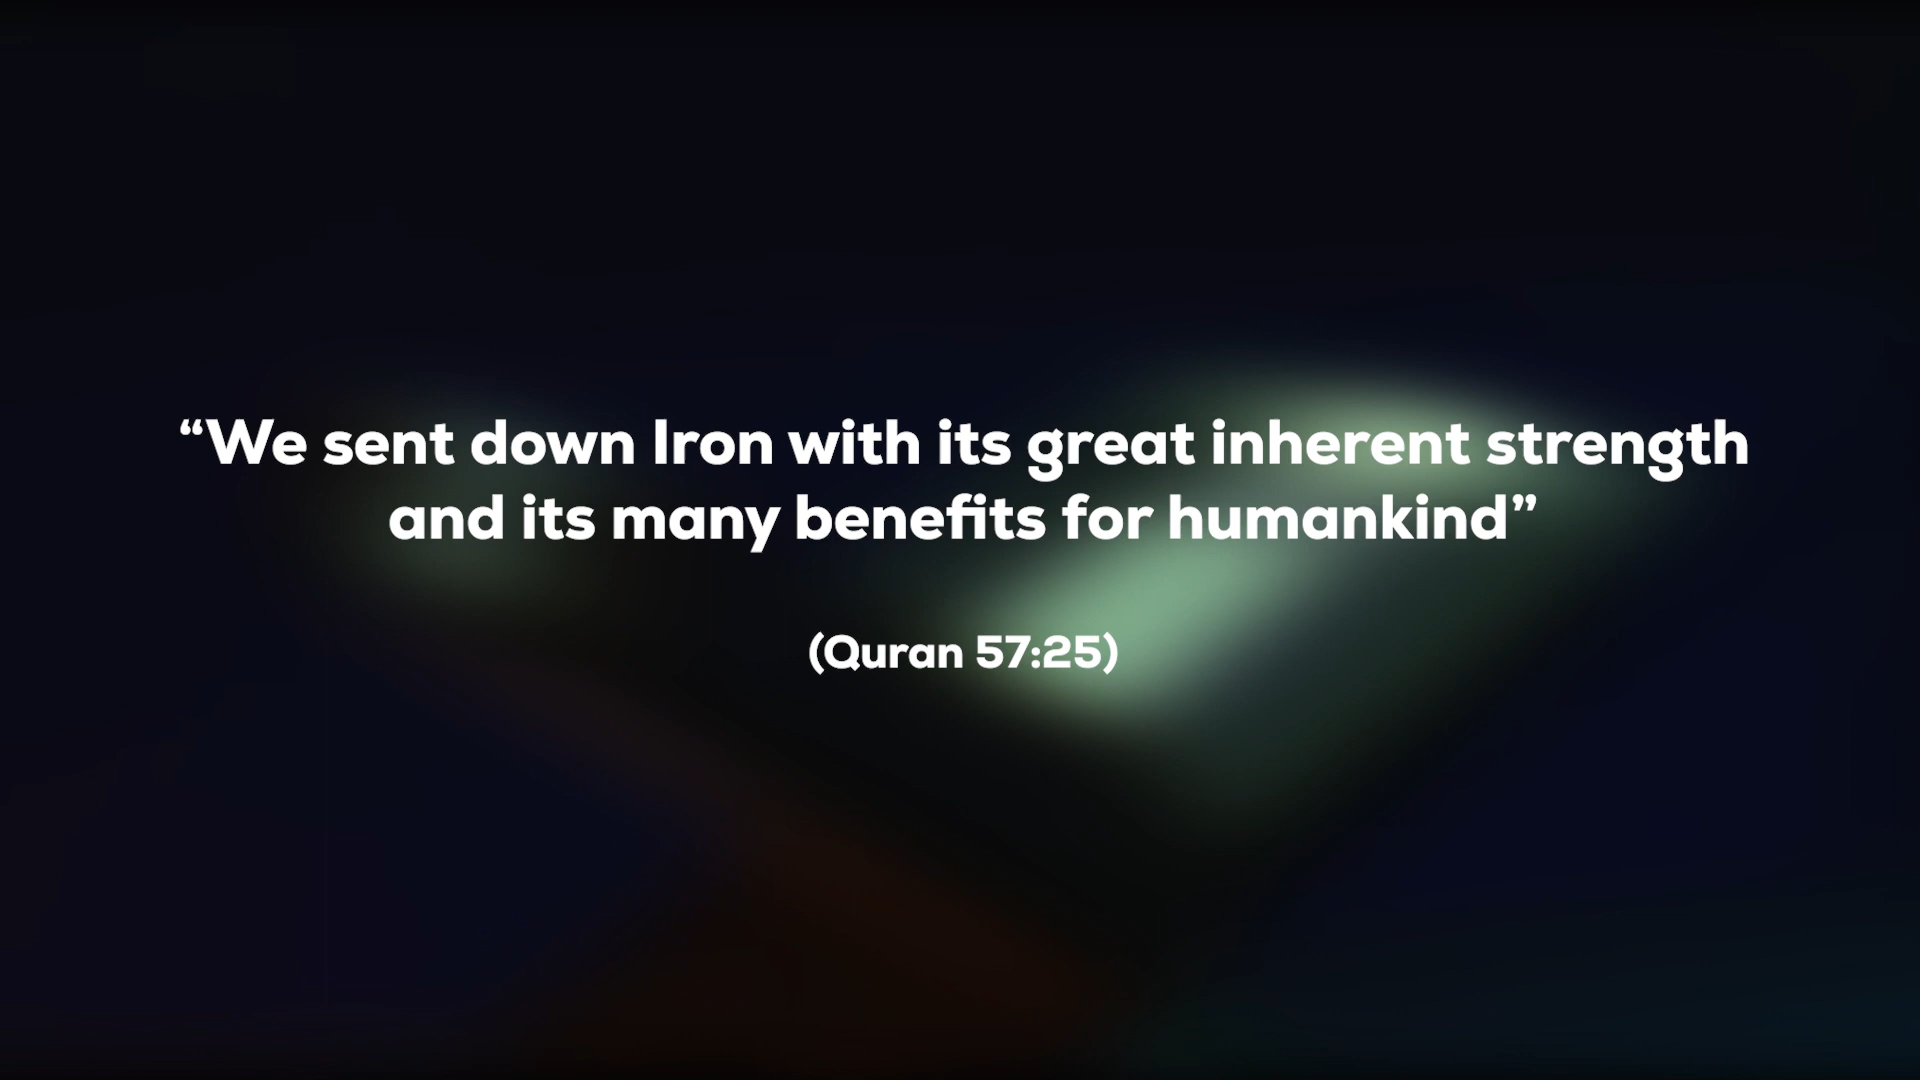 “We sent down Iron with its great inherent strength
and its many benefits for humankind”
(Quran 57:25)